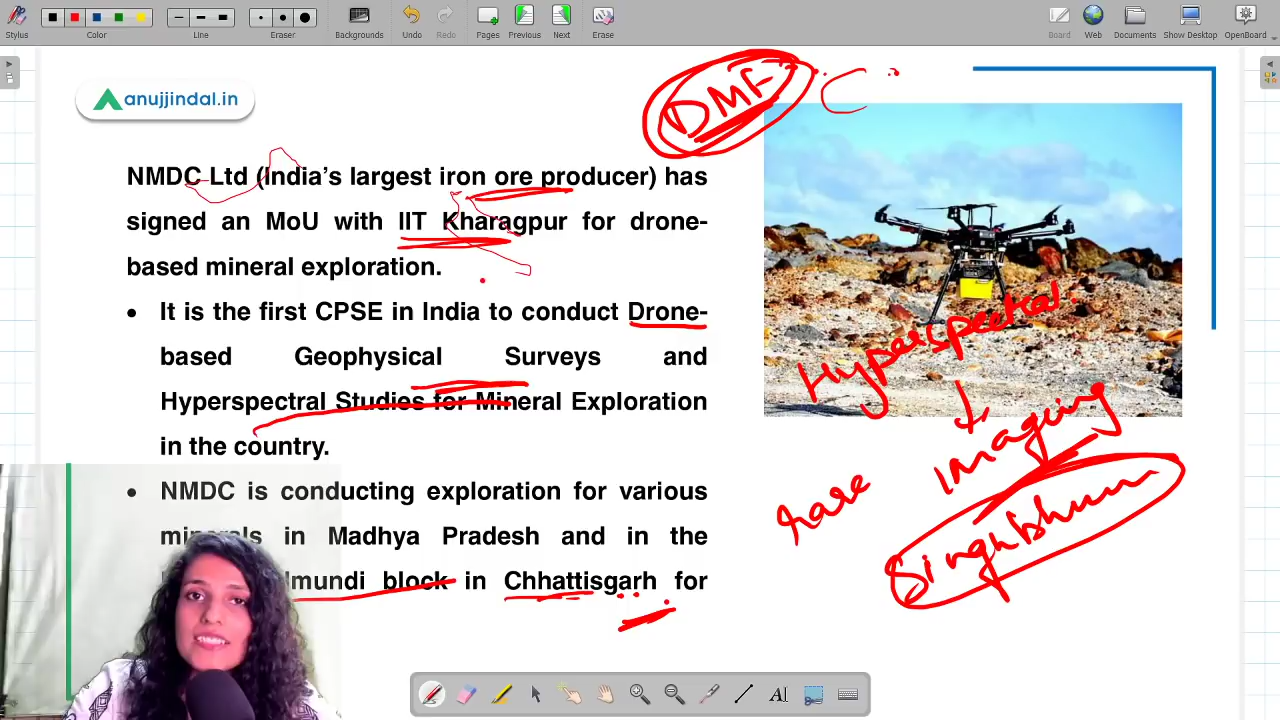 Stylus
Color
Line
Eraser
Backgrounds
Undo
Redo
Pages
Previous
Next
Erase
Board
Web
Documents
Show Desktop
OpenBoard
anujjindal.in
DMF
NMDC Ltd (India's largest iron ore producer) has
signed an MoU with IIT Kharagpur for drone-
based mineral exploration.
• It is the first CPSE in India to conduct Drone-
based Geophysical Surveys and
Hyperspectral Studies for Mineral Exploration
in the country.
• NMDC is conducting exploration for various
minerals in Madhya Pradesh and in the
block in Chhattisgarh for
Hyperspectral
Imageing
rare
Singhbhum